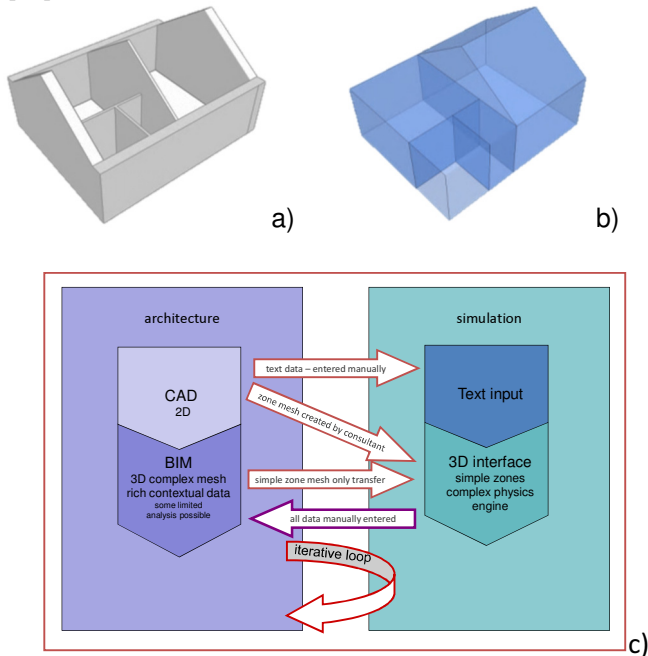 a)
b)
architecture
simulation
CAD
2D
BIM
3D complex mesh
rich contextual data
some limited
analysis possible
text data – entered manually
zone mesh created by consultant
simple zone mesh only transfer
all data manually entered
iterative loop
Text input
3D interface
simple zones
complex physics
engine
c)